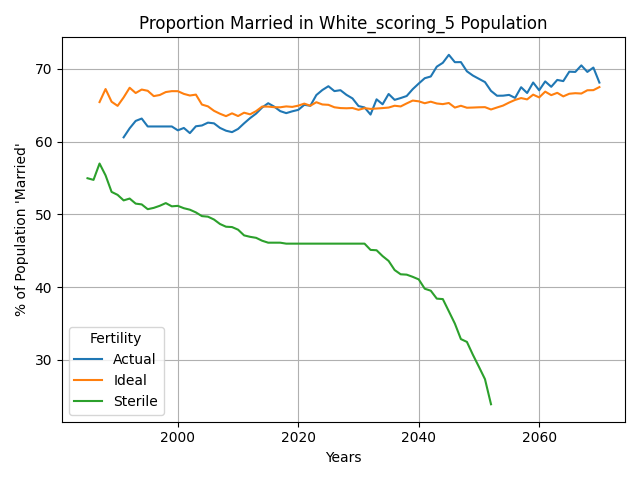 Proportion Married in White_scoring_5 Population
% of Population 'Married'
70
60
50
40
30
Fertility
Actual
Ideal
Sterile
2000
2020
2040
2060
Years